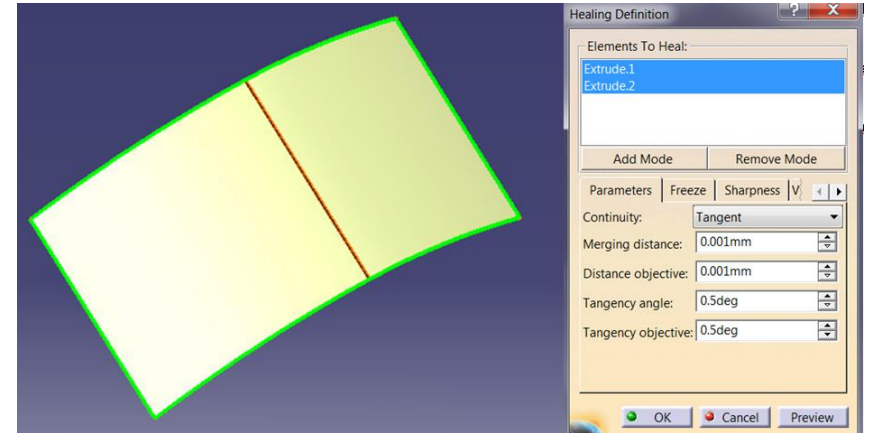 Healing Definition
? X
Elements To Heal:
Extrude.1
Extrude.2
Add Mode Remove Mode
Parameters Freeze Sharpness V
Continuity: Tangent
Merging distance: 0.001mm
Distance objective: 0.001mm
Tangency angle: 0.5deg
Tangency objective: 0.5deg
OK Cancel Preview